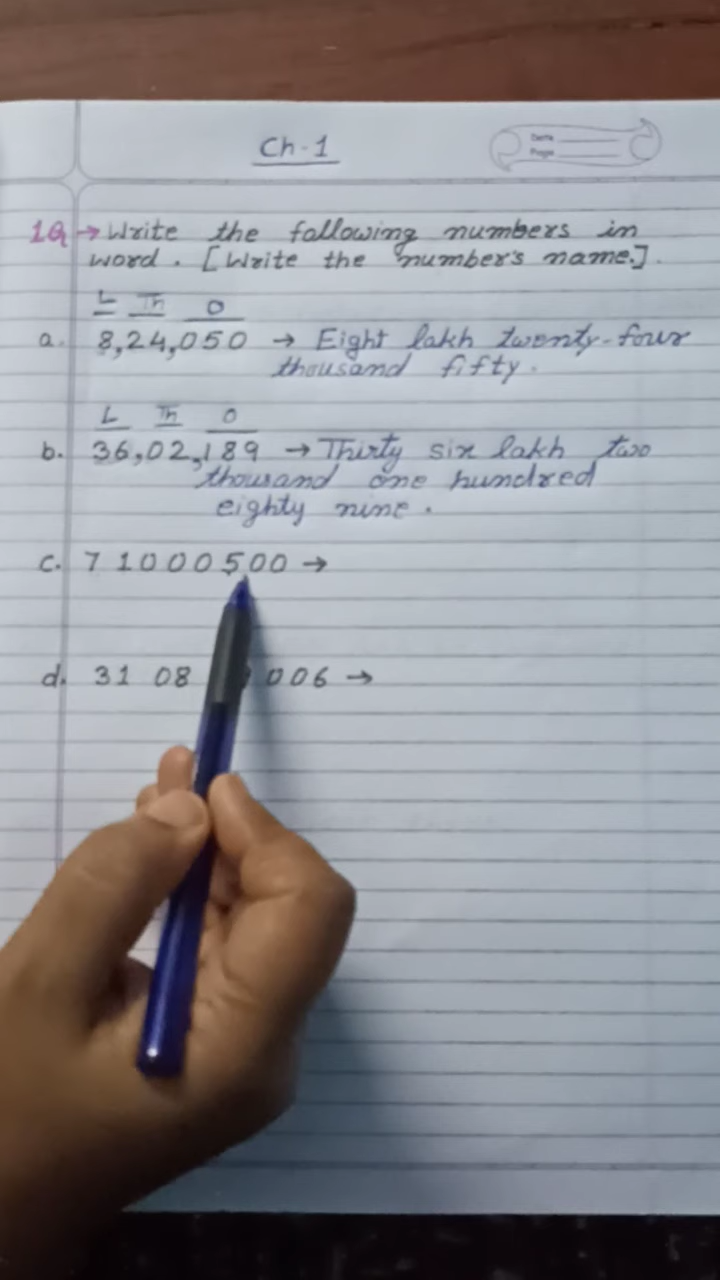 Ch-1
Date
Page
1Q → Write the following numbers in
word. [Write the number's name.].
L Th O
a. 8,24,050 → Eight lakh twenty-four
thousand fifty.
L Th O
b. 36,02,189 → Thirty six lakh two
thousand one hundred
eighty nine.
c. 7 1000500 →
d. 31 08 006 →